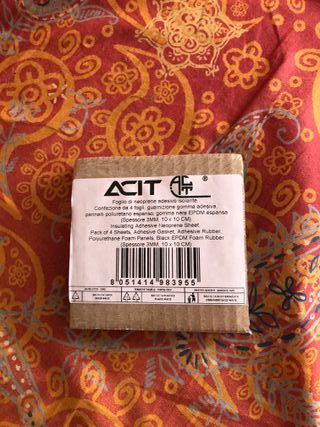 ACIT
Foglio di neoprene adesivo isolante,
Confezione da 4 fogli, guarnizione gomma adesiva,
pannelli poliuretano espanso, gomma nera EPDM espansa
(Spessore 3MM, 10 x 10 CM)
Insulating Adhesive Neoprene Sheet,
Pack of 4 Sheets, Adhesive Gasket, Adhesive Rubber,
Polyurethane Foam Panels, Black EPDM Foam Rubber
(Spessore 3MM, 10 x 10 CM)
8 051414 983955